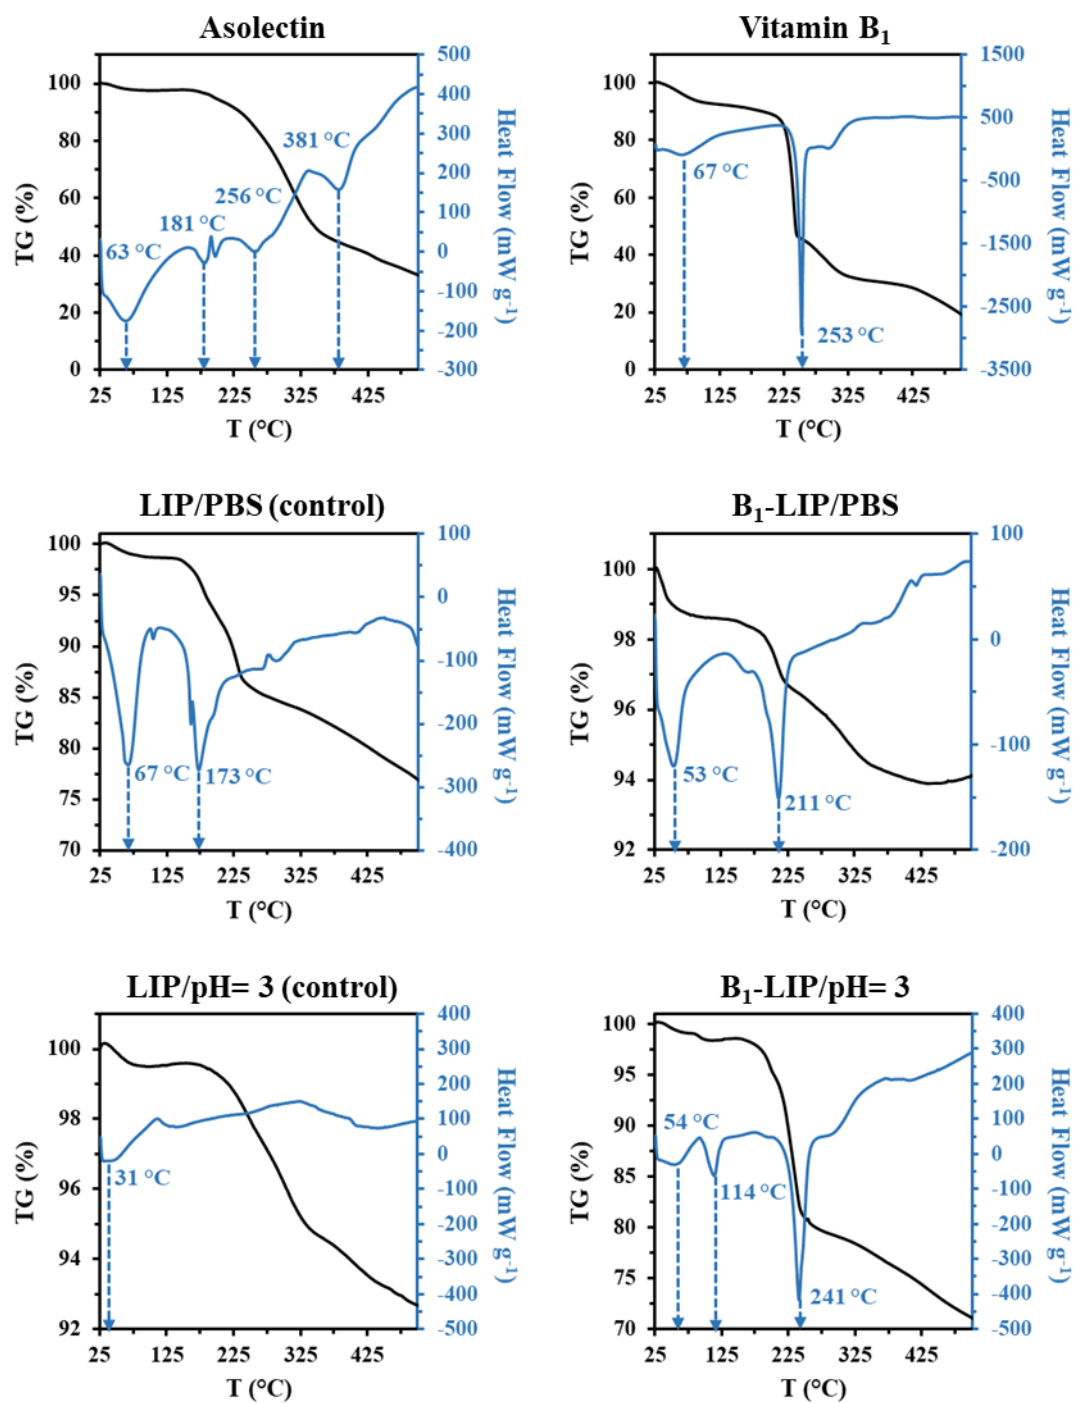 Asolectin
TG (%)
100
80
60
40
20
0
25 125 225 325 425
T (°C)
500
400
300
200
100
0
-100
-200
-300
Heat Flow (mW g⁻¹)
63 °C
181 °C
256 °C
381 °C
Vitamin B₁
TG (%)
100
80
60
40
20
0
25 125 225 325 425
T (°C)
1500
500
-500
-1500
-2500
-3500
Heat Flow (mW g⁻¹)
67 °C
253 °C
LIP/PBS (control)
TG (%)
100
95
90
85
80
75
70
25 125 225 325 425
T (°C)
100
0
-100
-200
-300
-400
Heat Flow (mW g⁻¹)
67 °C
173 °C
B₁-LIP/PBS
TG (%)
100
98
96
94
92
25 125 225 325 425
T (°C)
100
0
-100
-200
Heat Flow (mW g⁻¹)
53 °C
211 °C
LIP/pH= 3 (control)
TG (%)
100
98
96
94
92
25 125 225 325 425
T (°C)
400
300
200
100
0
-100
-200
-300
-400
-500
Heat Flow (mW g⁻¹)
31 °C
B₁-LIP/pH= 3
TG (%)
100
95
90
85
80
75
70
25 125 225 325 425
T (°C)
400
300
200
100
0
-100
-200
-300
-400
-500
Heat Flow (mW g⁻¹)
54 °C
114 °C
241 °C